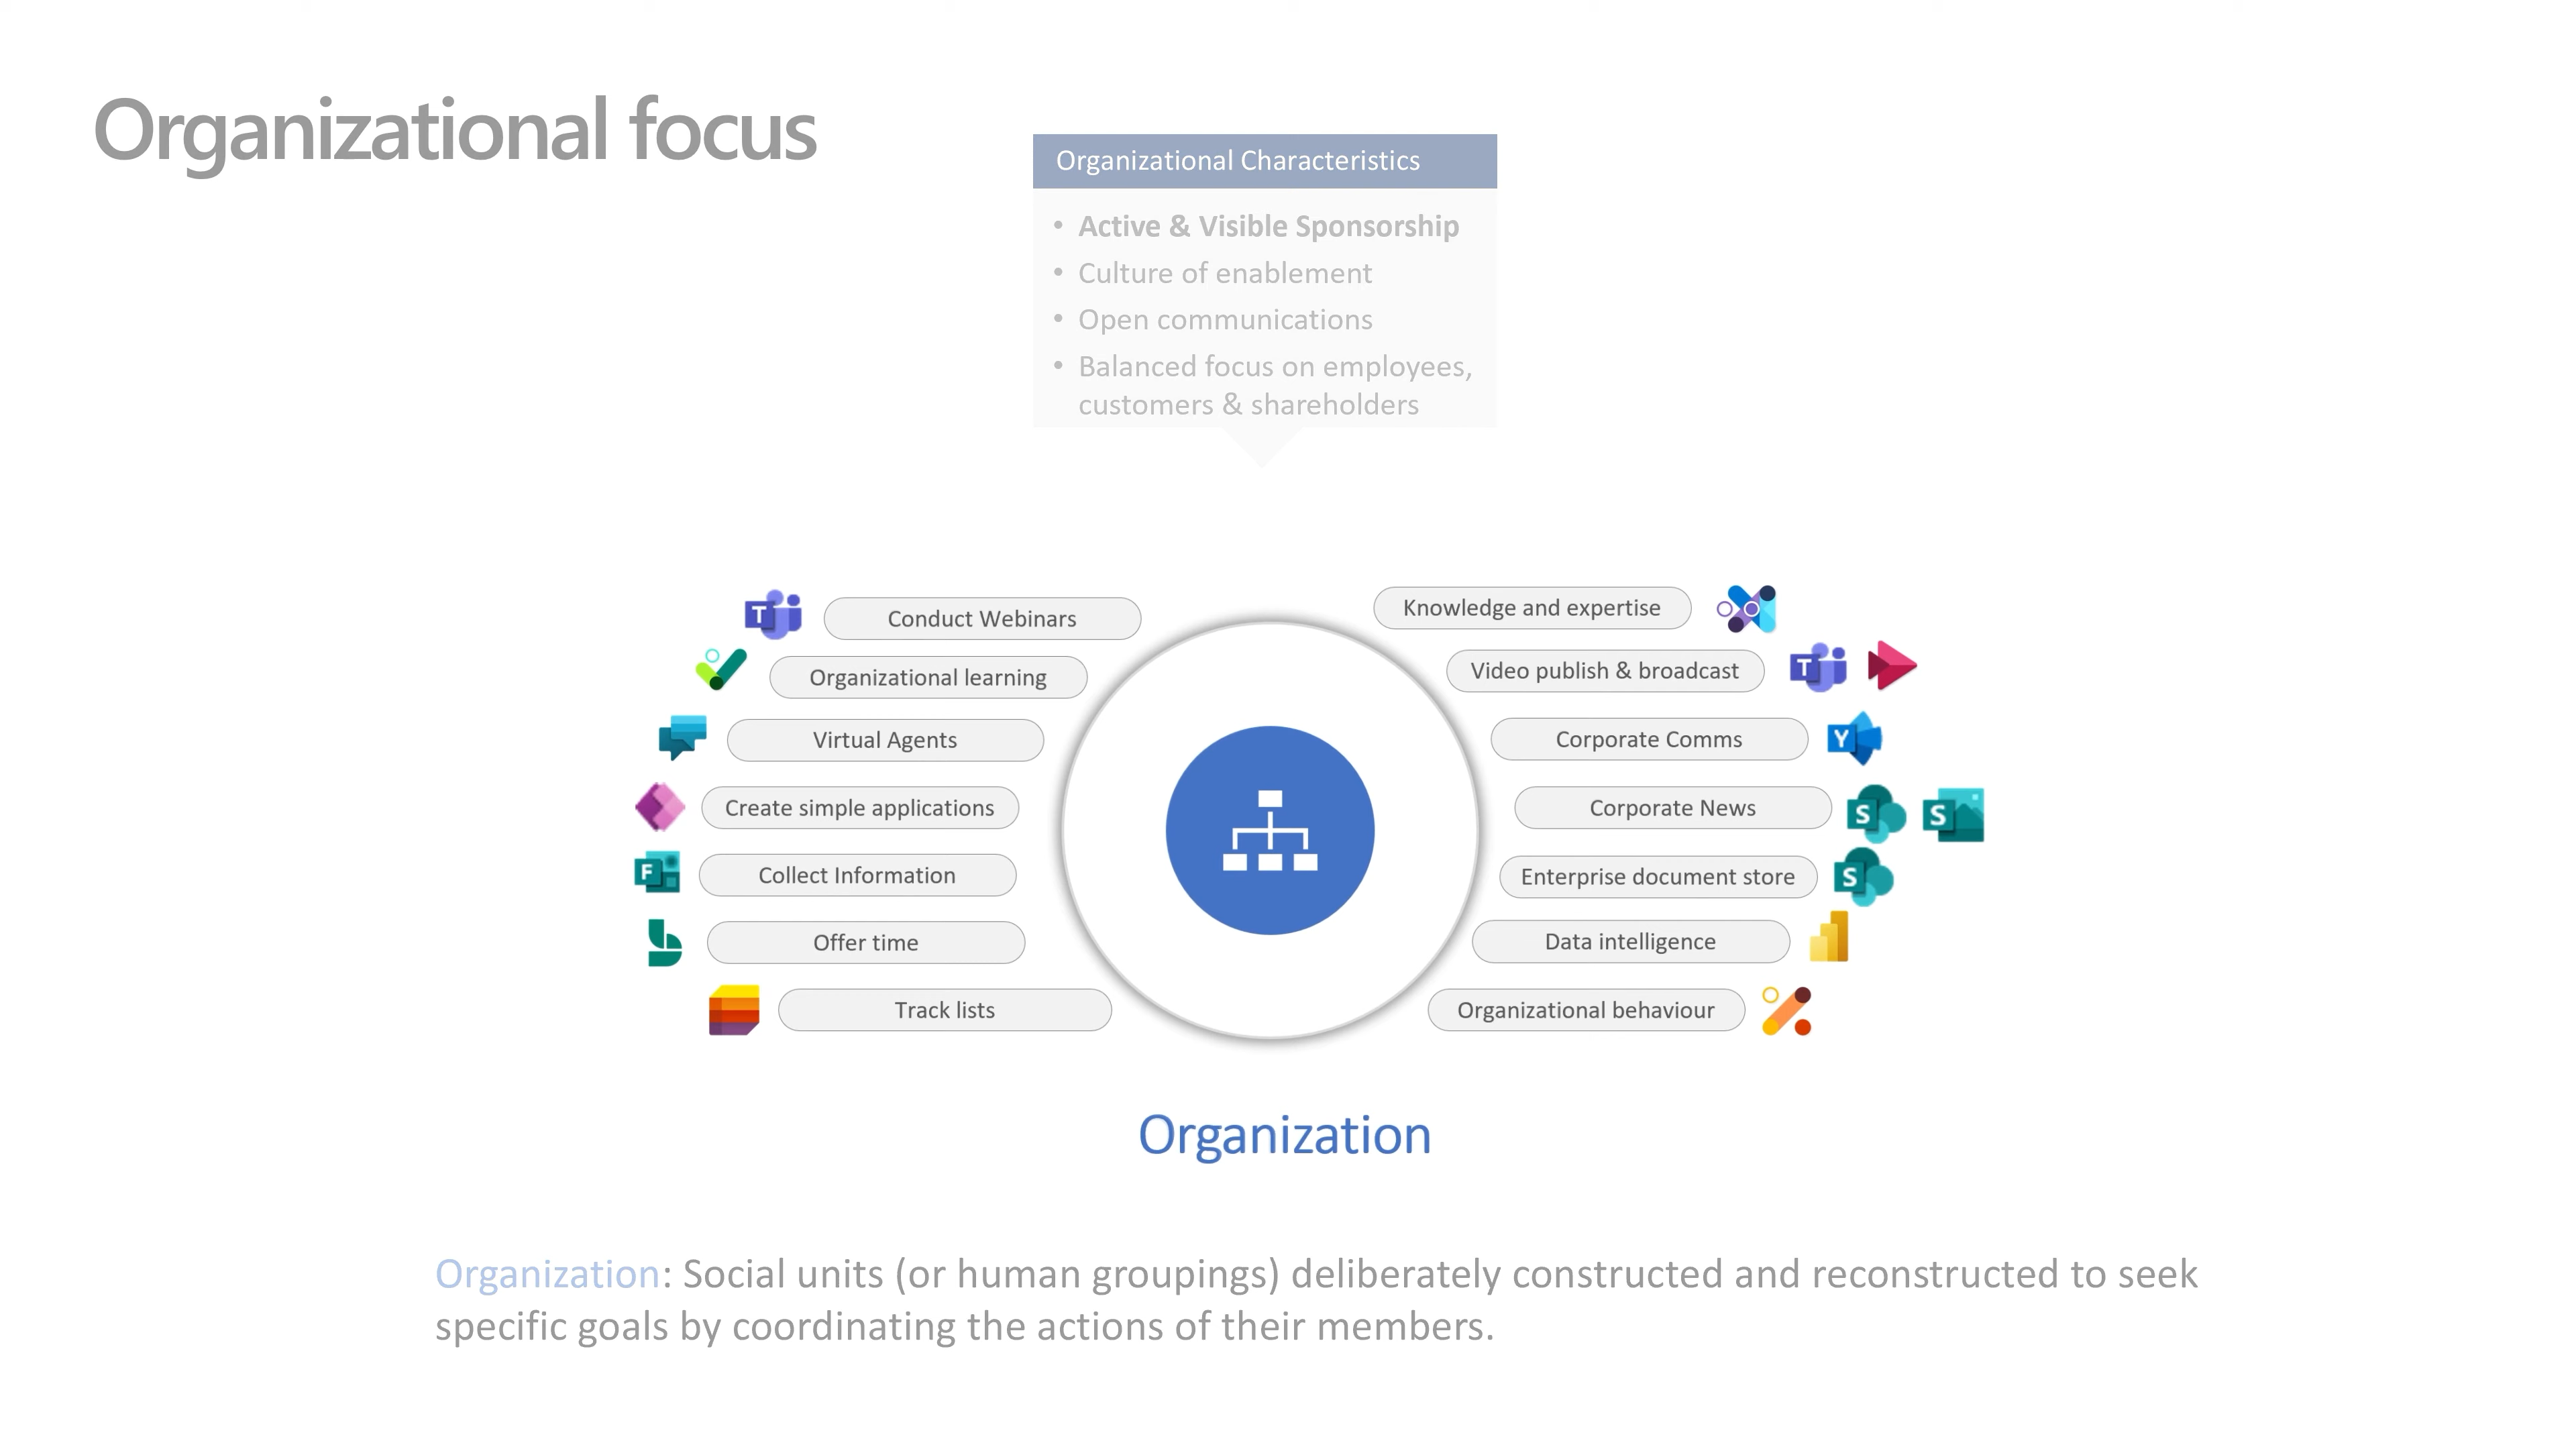 Organizational focus
Organizational Characteristics
• Active & Visible Sponsorship
• Culture of enablement
• Open communications
• Balanced focus on employees,
customers & shareholders
T Conduct Webinars
Organizational learning
Virtual Agents
Create simple applications
F Collect Information
Offer time
Track lists
Knowledge and expertise
Video publish & broadcast T
Corporate Comms Y
Corporate News S S
Enterprise document store S
Data intelligence
Organizational behaviour
Organization
Organization: Social units (or human groupings) deliberately constructed and reconstructed to seek
specific goals by coordinating the actions of their members.